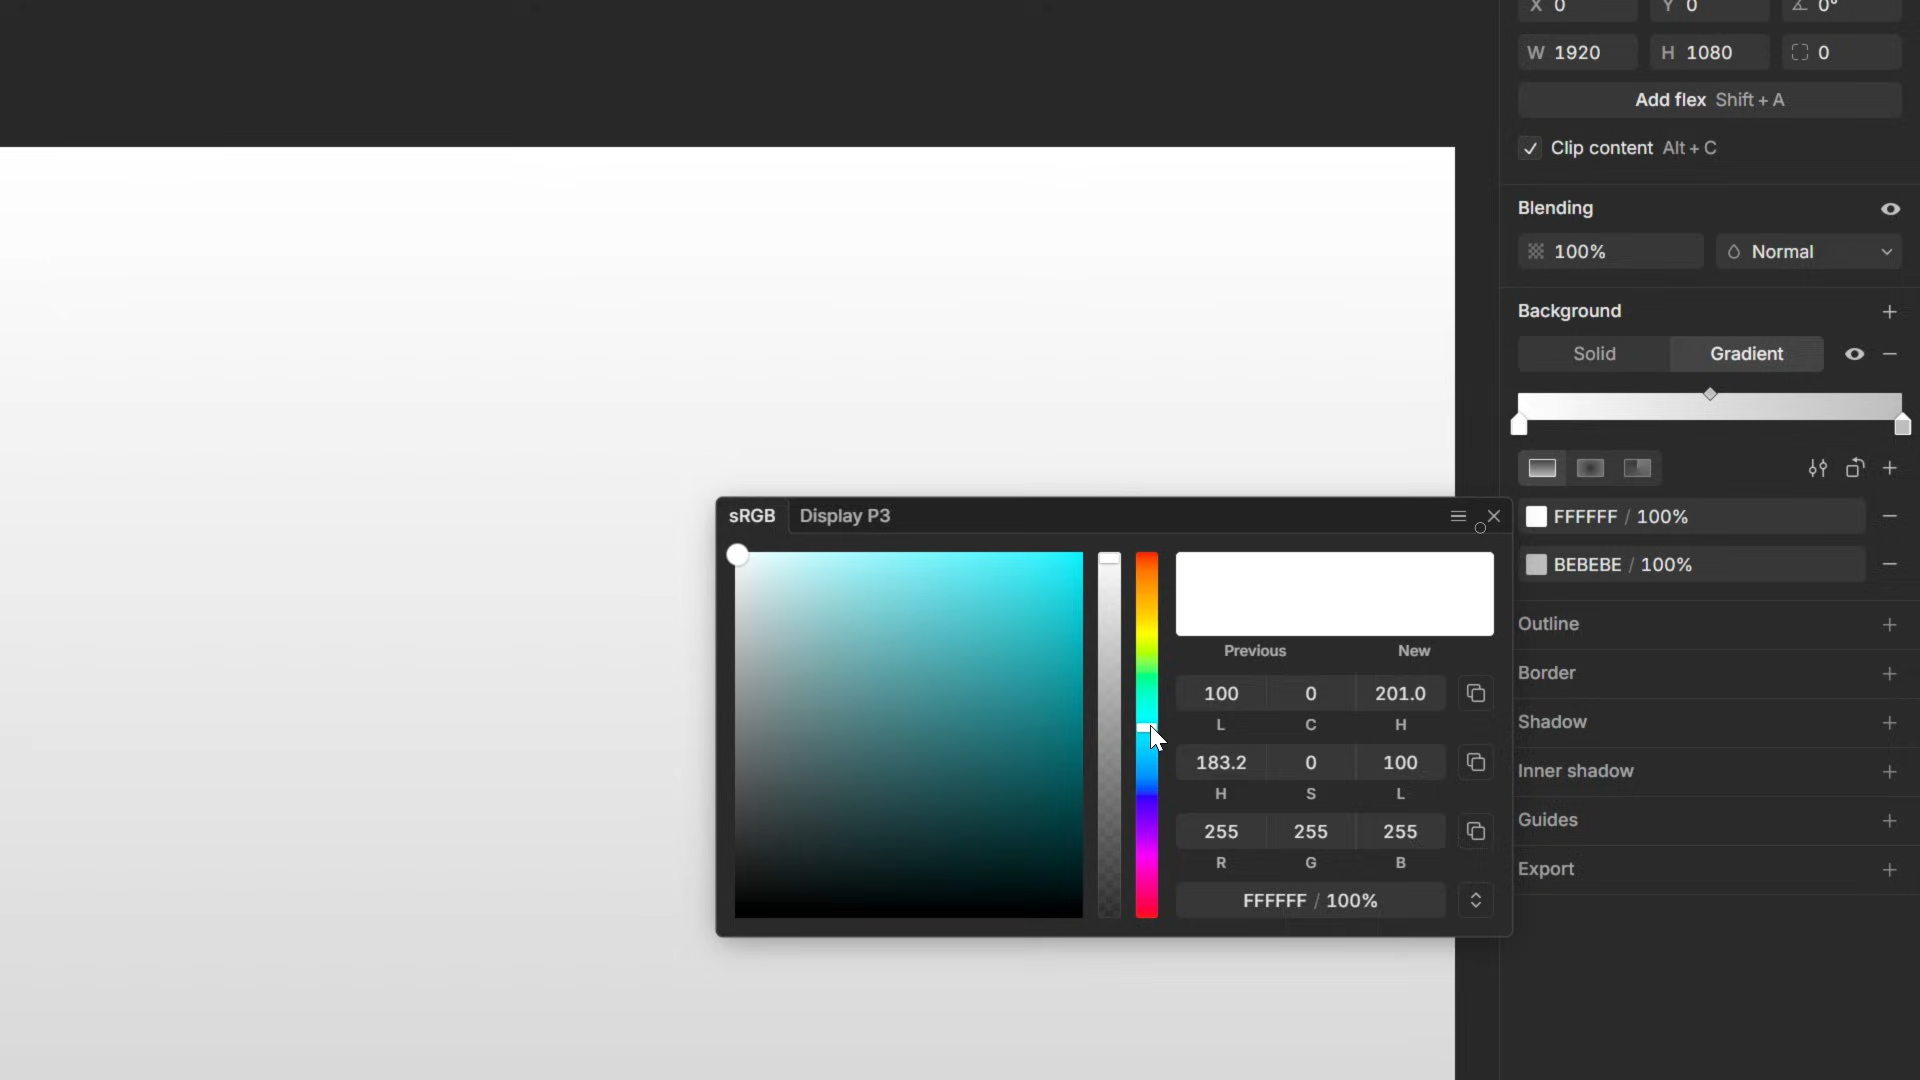 X 0 Y 0 0°
W 1920 H 1080 0
Add flex Shift + A
Clip content Alt + C
Blending
100% Normal
Background
Solid Gradient
sRGB Display P3
FFFFFF / 100%
BEBEBE / 100%
Previous New
100 0 201.0
L C H
183.2 0 100
H S L
255 255 255
R G B
FFFFFF / 100%
Outline
Border
Shadow
Inner shadow
Guides
Export